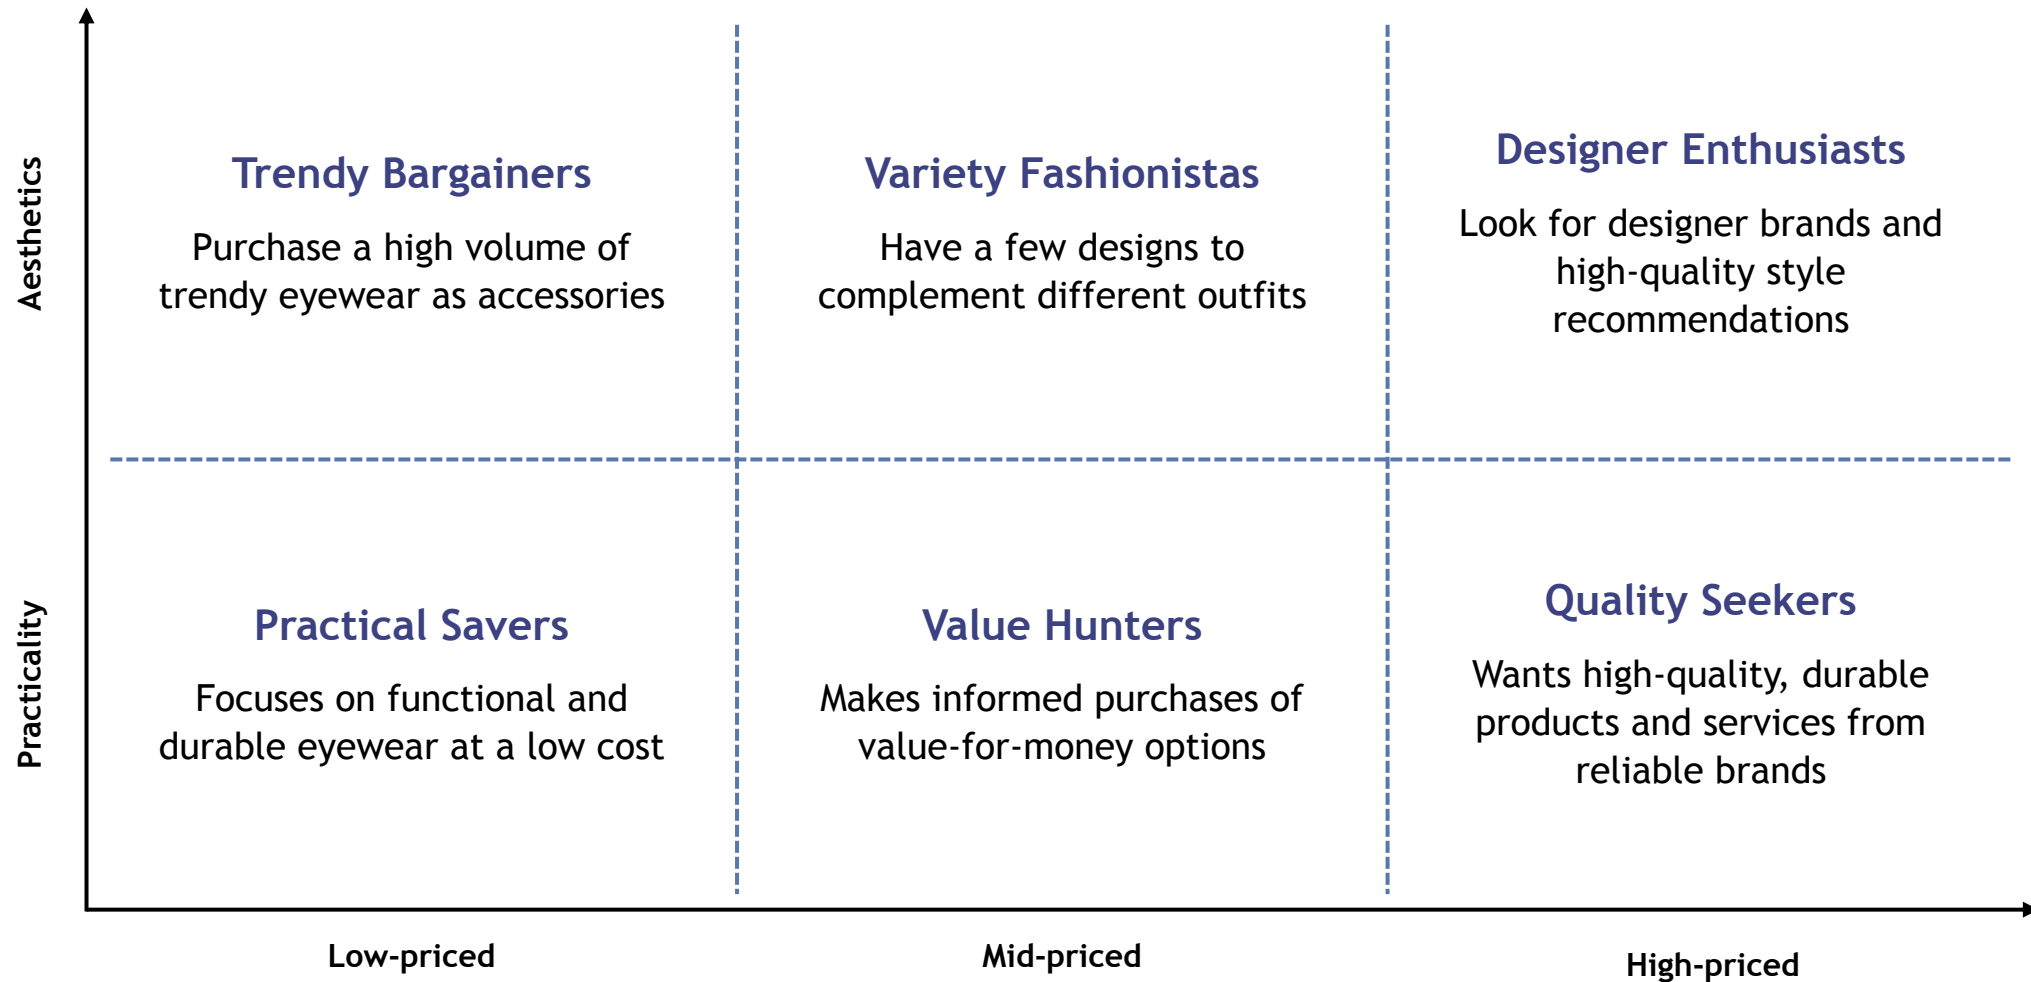 Aesthetics
Trendy Bargainers
Purchase a high volume of
trendy eyewear as accessories
Variety Fashionistas
Have a few designs to
complement different outfits
Designer Enthusiasts
Look for designer brands and
high-quality style
recommendations
Practicality
Practical Savers
Focuses on functional and
durable eyewear at a low cost
Value Hunters
Makes informed purchases of
value-for-money options
Quality Seekers
Wants high-quality, durable
products and services from
reliable brands
Low-priced
Mid-priced
High-priced